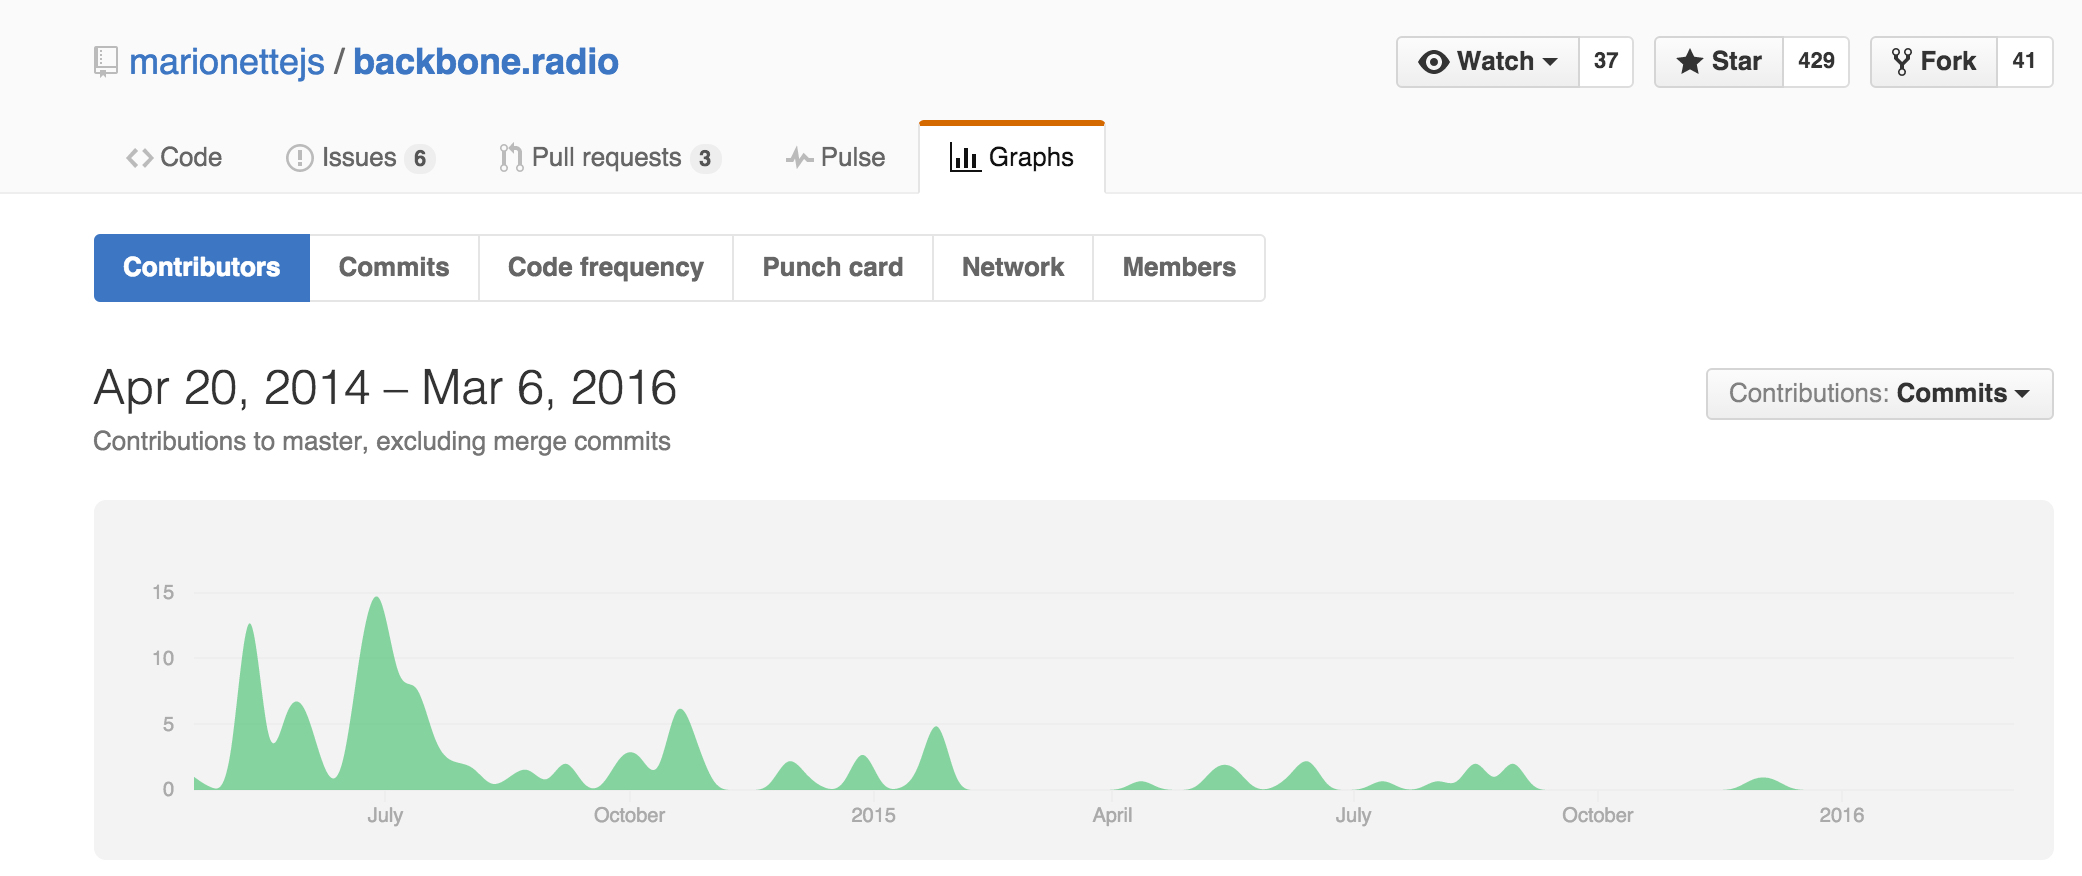 marionettejs / backbone.radio
Watch 37 Star 429 Fork 41
Code Issues 6 Pull requests 3 Pulse Graphs
Contributors Commits Code frequency Punch card Network Members
Apr 20, 2014 – Mar 6, 2016
Contributions: Commits
Contributions to master, excluding merge commits
15
10
5
0
July October 2015 April July October 2016